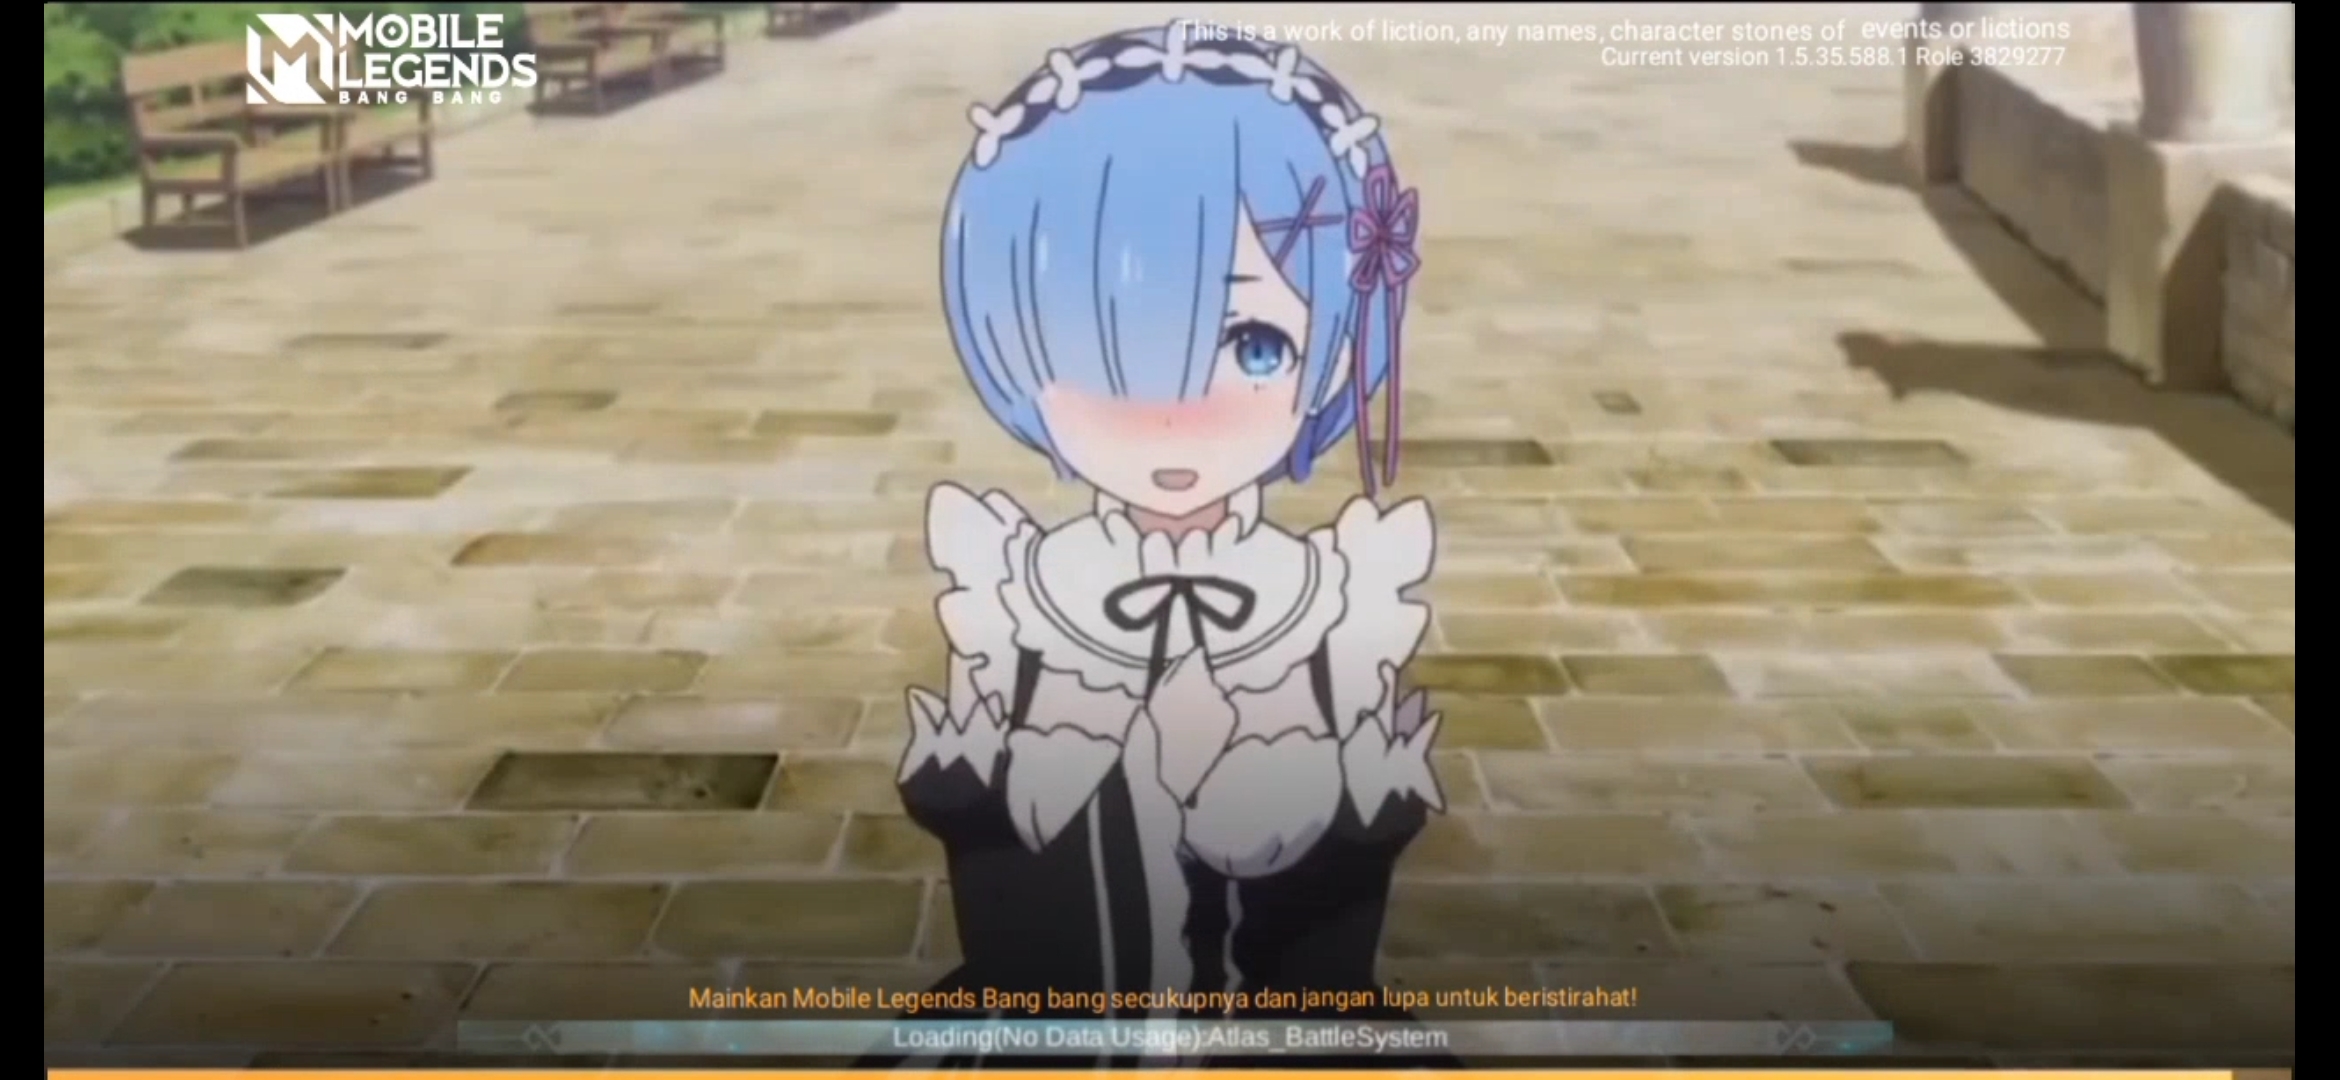 MOBILE
LEGENDS
BANG BANG
This is a work of liction, any names, character stones of events or lictions
Current version 1.5.35.588.1 Role 3829277
Mainkan Mobile Legends Bang bang secukupnya dan jangan lupa untuk beristirahat!
Loading(No Data Usage):Atlas_BattleSystem